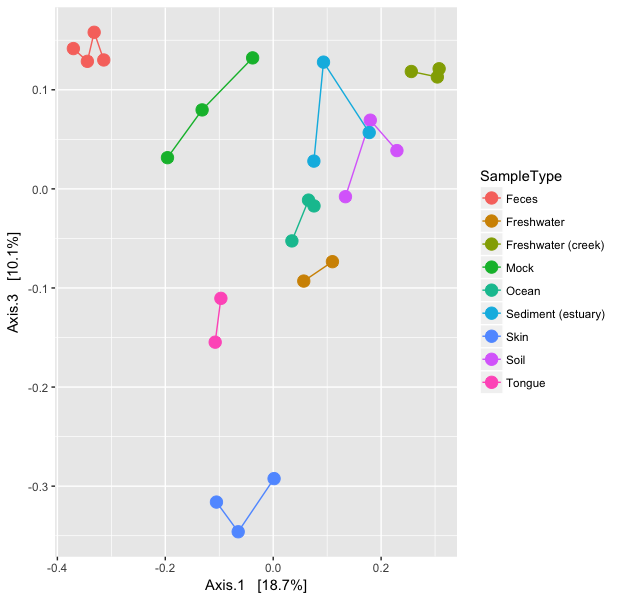 0.1
0.0
-0.1
-0.2
-0.3
Axis.3 [10.1%]
-0.4 -0.2 0.0 0.2
Axis.1 [18.7%]
SampleType
Feces
Freshwater
Freshwater (creek)
Mock
Ocean
Sediment (estuary)
Skin
Soil
Tongue